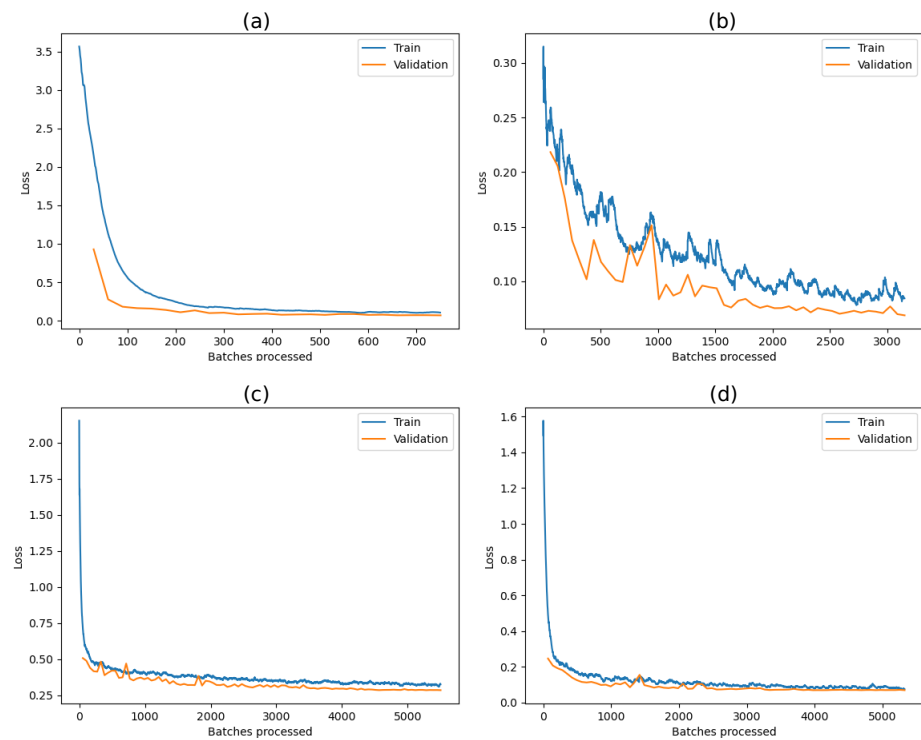 (a)
3.5
3.0
2.5
2.0
1.5
1.0
0.5
0.0
Loss
Train
Validation
0 100 200 300 400 500 600 700
Batches processed
(b)
0.30
0.25
0.20
0.15
0.10
Loss
Train
Validation
0 500 1000 1500 2000 2500 3000
Batches processed
(c)
2.00
1.75
1.50
1.25
1.00
0.75
0.50
0.25
Loss
Train
Validation
0 1000 2000 3000 4000 5000
Batches processed
(d)
1.6
1.4
1.2
1.0
0.8
0.6
0.4
0.2
0.0
Loss
Train
Validation
0 1000 2000 3000 4000 5000
Batches processed